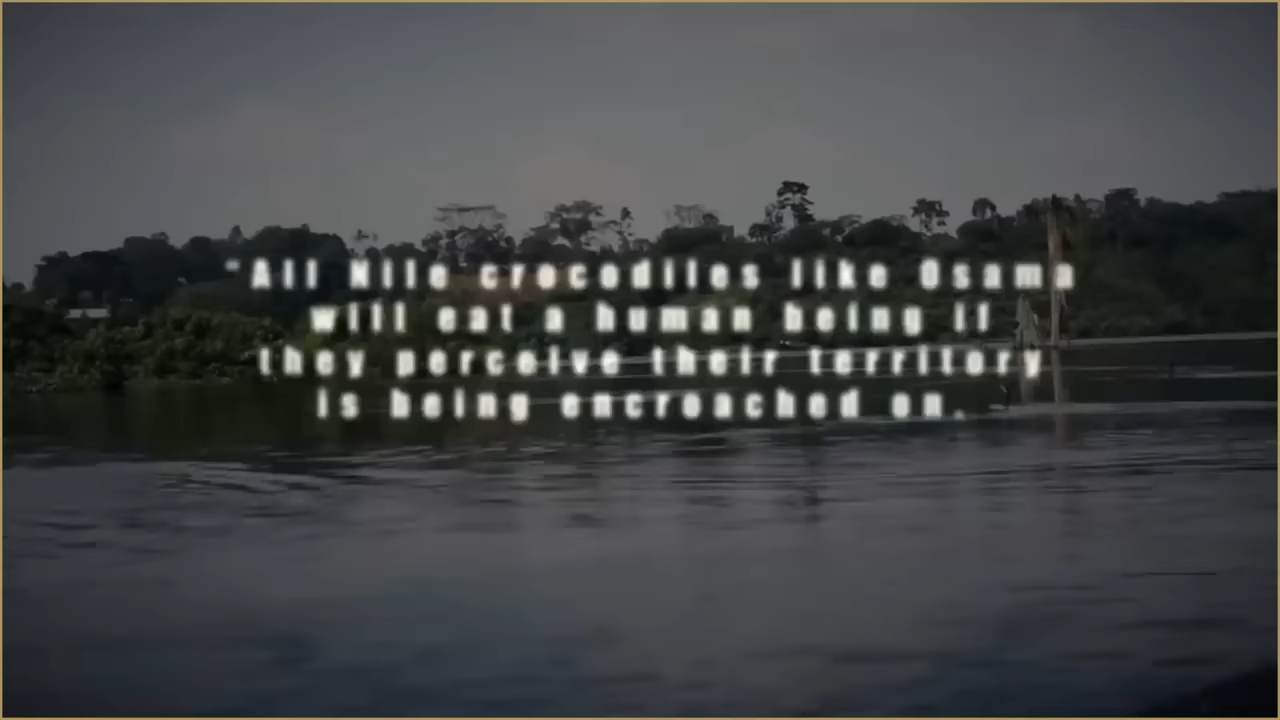 "All Nile crocodiles like Osama
will eat a human being if
they perceive their territory
is being encroached on.